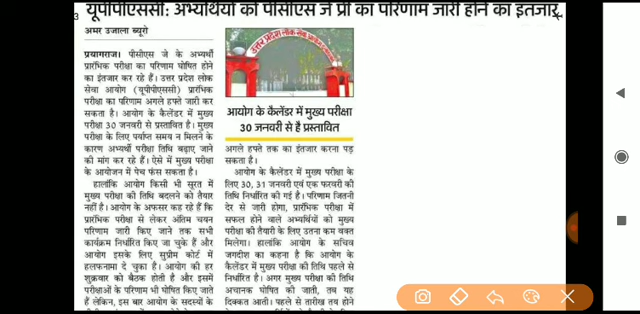 यूपीपीएससी: अभ्यर्थियों को पीसीएस जे प्री का परिणाम जारी होने का इंतजार
अमर उजाला ब्यूरो
प्रयागराज। पीसीएस जे के अभ्यर्थी
प्रारंभिक परीक्षा का परिणाम घोषित होने
का इंतजार कर रहे हैं। उत्तर प्रदेश लोक
सेवा आयोग (यूपीपीएससी) प्रारंभिक
परीक्षा का परिणाम अगले हफ्ते जारी कर
सकता है। आयोग के कैलेंडर में मुख्य
परीक्षा 30 जनवरी से प्रस्तावित है। मुख्य
परीक्षा के लिए पर्याप्त समय न मिलने के
कारण अभ्यर्थी परीक्षा तिथि बढ़ाए जाने
की मांग कर रहे हैं। ऐसे में मुख्य परीक्षा
के आयोजन में पेच फंस सकता है।
हालांकि आयोग किसी भी सूरत में
मुख्य परीक्षा की तिथि बदलने को तैयार
नहीं है। आयोग के अफसर कह रहे हैं कि
प्रारंभिक परीक्षा से लेकर अंतिम चयन
परिणाम जारी किए जाने तक सभी
कार्यक्रम निर्धारित किए जा चुके हैं और
आयोग इसके लिए सुप्रीम कोर्ट में
हलफनामा दे चुका है। आयोग की हर
शुक्रवार को बैठक होती है और इसमें
परीक्षाओं के परिणाम भी घोषित किए जाते
हैं लेकिन, इस बार आयोग के सदस्यों के
उत्तर प्रदेश लोक सेवा आयोग
आयोग के कैलेंडर में मुख्य परीक्षा
30 जनवरी से है प्रस्तावित
अगले हफ्ते तक का इंतजार करना पड़
सकता है।
आयोग के कैलेंडर में मुख्य परीक्षा के
लिए 30, 31 जनवरी एवं एक फरवरी की
तिथि निर्धारित की गई है। परिणाम जितनी
देर से जारी होगा, प्रारंभिक परीक्षा में
सफल होने वाले अभ्यर्थियों को मुख्य
परीक्षा की तैयारी के लिए उतना कम वक्त
मिलेगा। हालांकि आयोग के सचिव
जगदीश का कहना है कि आयोग के
कैलेंडर में मुख्य परीक्षा की तिथि पहले से
निर्धारित है। अगर मुख्य परीक्षा की तिथि
अचानक घोषित की जाती, तब यह
दिक्कत आती। पहले से तारीख तय होने